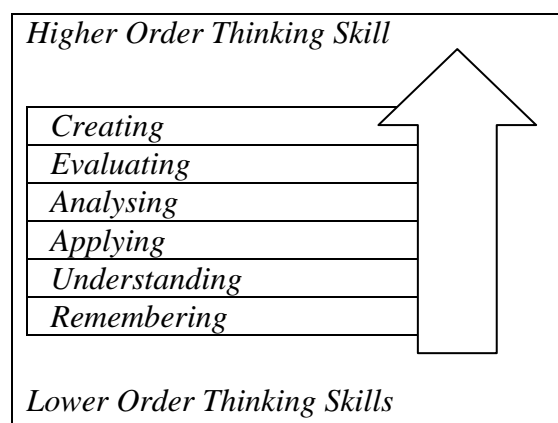 Higher Order Thinking Skill
Creating
Evaluating
Analysing
Applying
Understanding
Remembering
Lower Order Thinking Skills